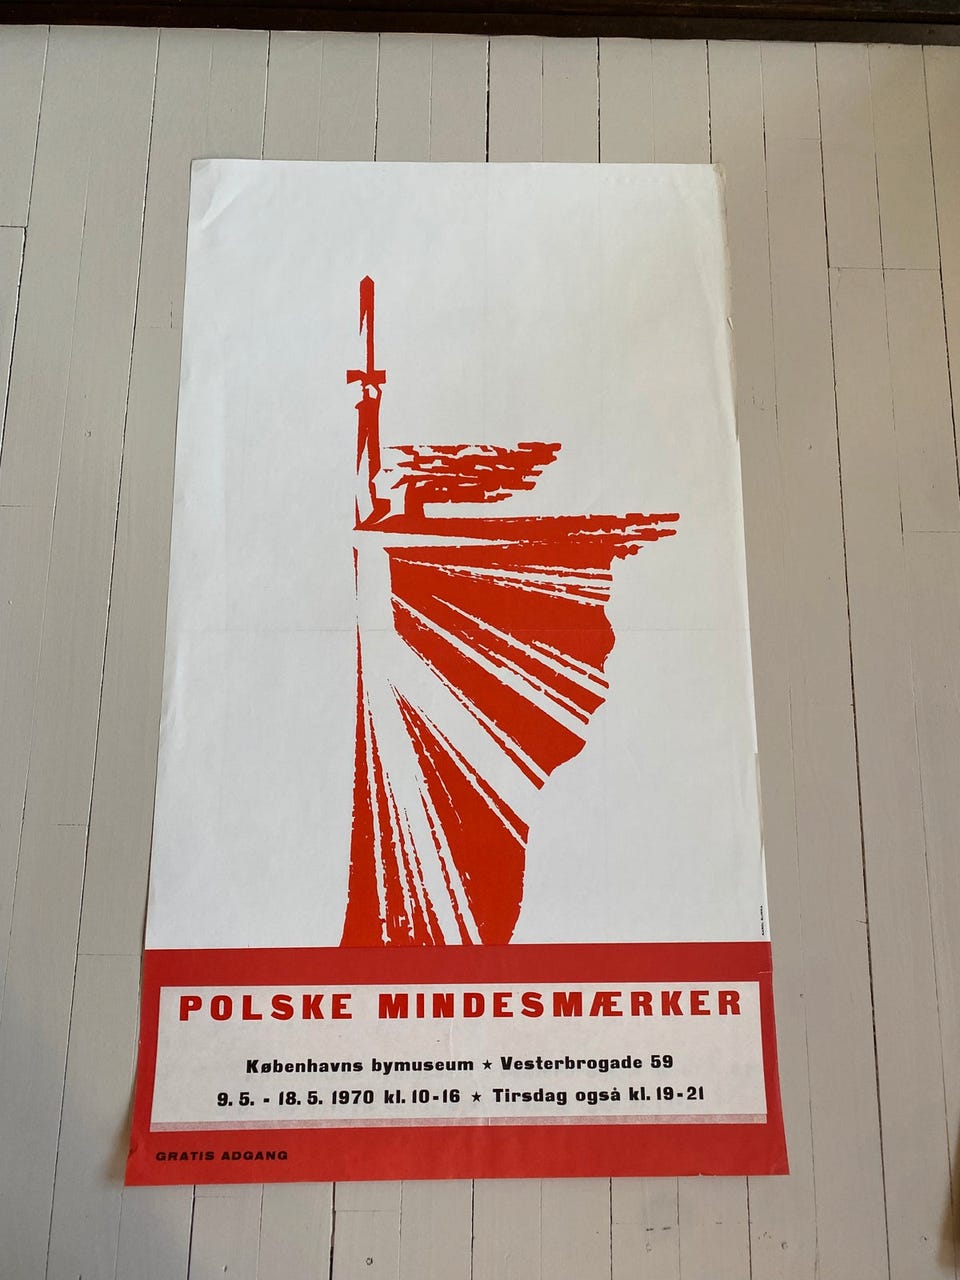 POLSKE MINDESMÆRKER
Københavns bymuseum ★ Vesterbrogade 59
9. 5. - 18. 5. 1970 kl. 10-16 ★ Tirsdag også kl. 19-21
GRATIS ADGANG